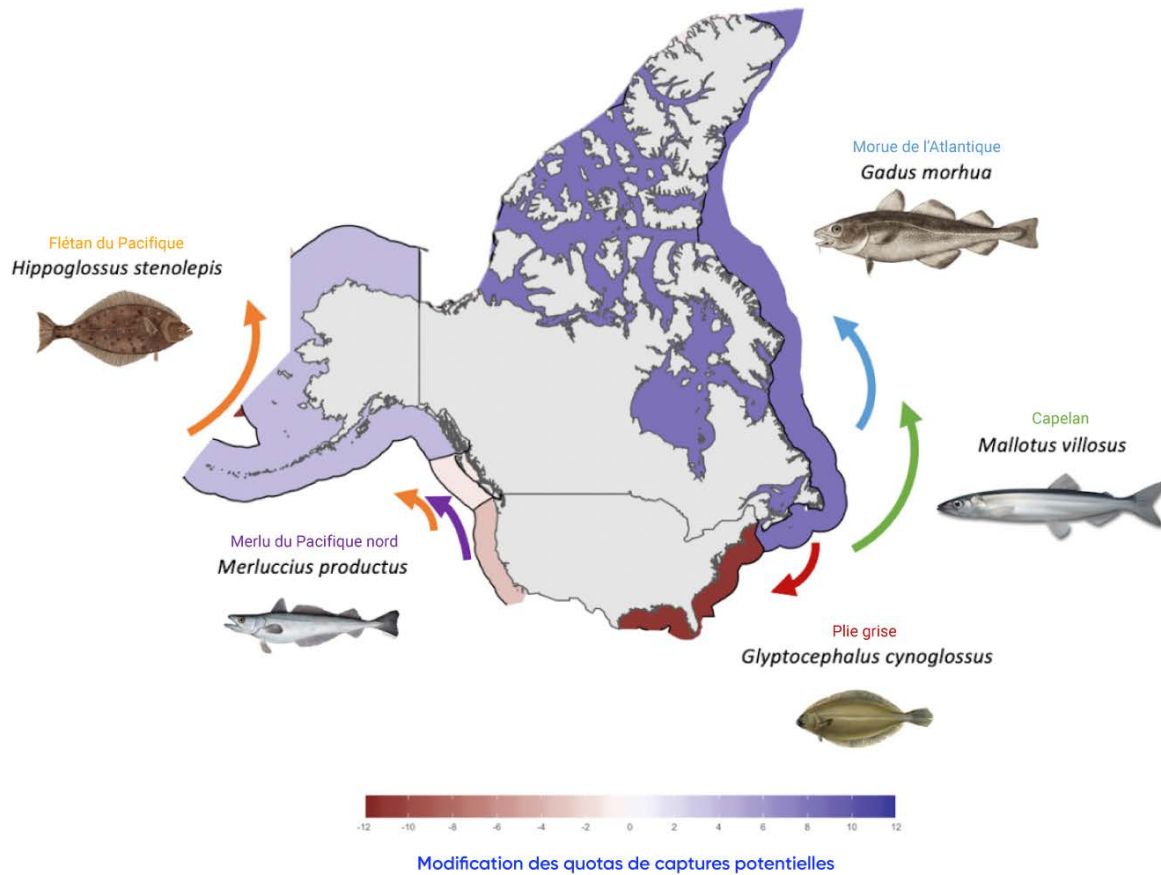 Morue de l'Atlantique
Gadus morhua
Flétan du Pacifique
Hippoglossus stenolepis
Capelan
Mallotus villosus
Merlu du Pacifique nord
Merluccius productus
Plie grise
Glyptocephalus cynoglossus
-12 -10 -8 -6 -4 -2 0 2 4 6 8 10 12
Modification des quotas de captures potentielles